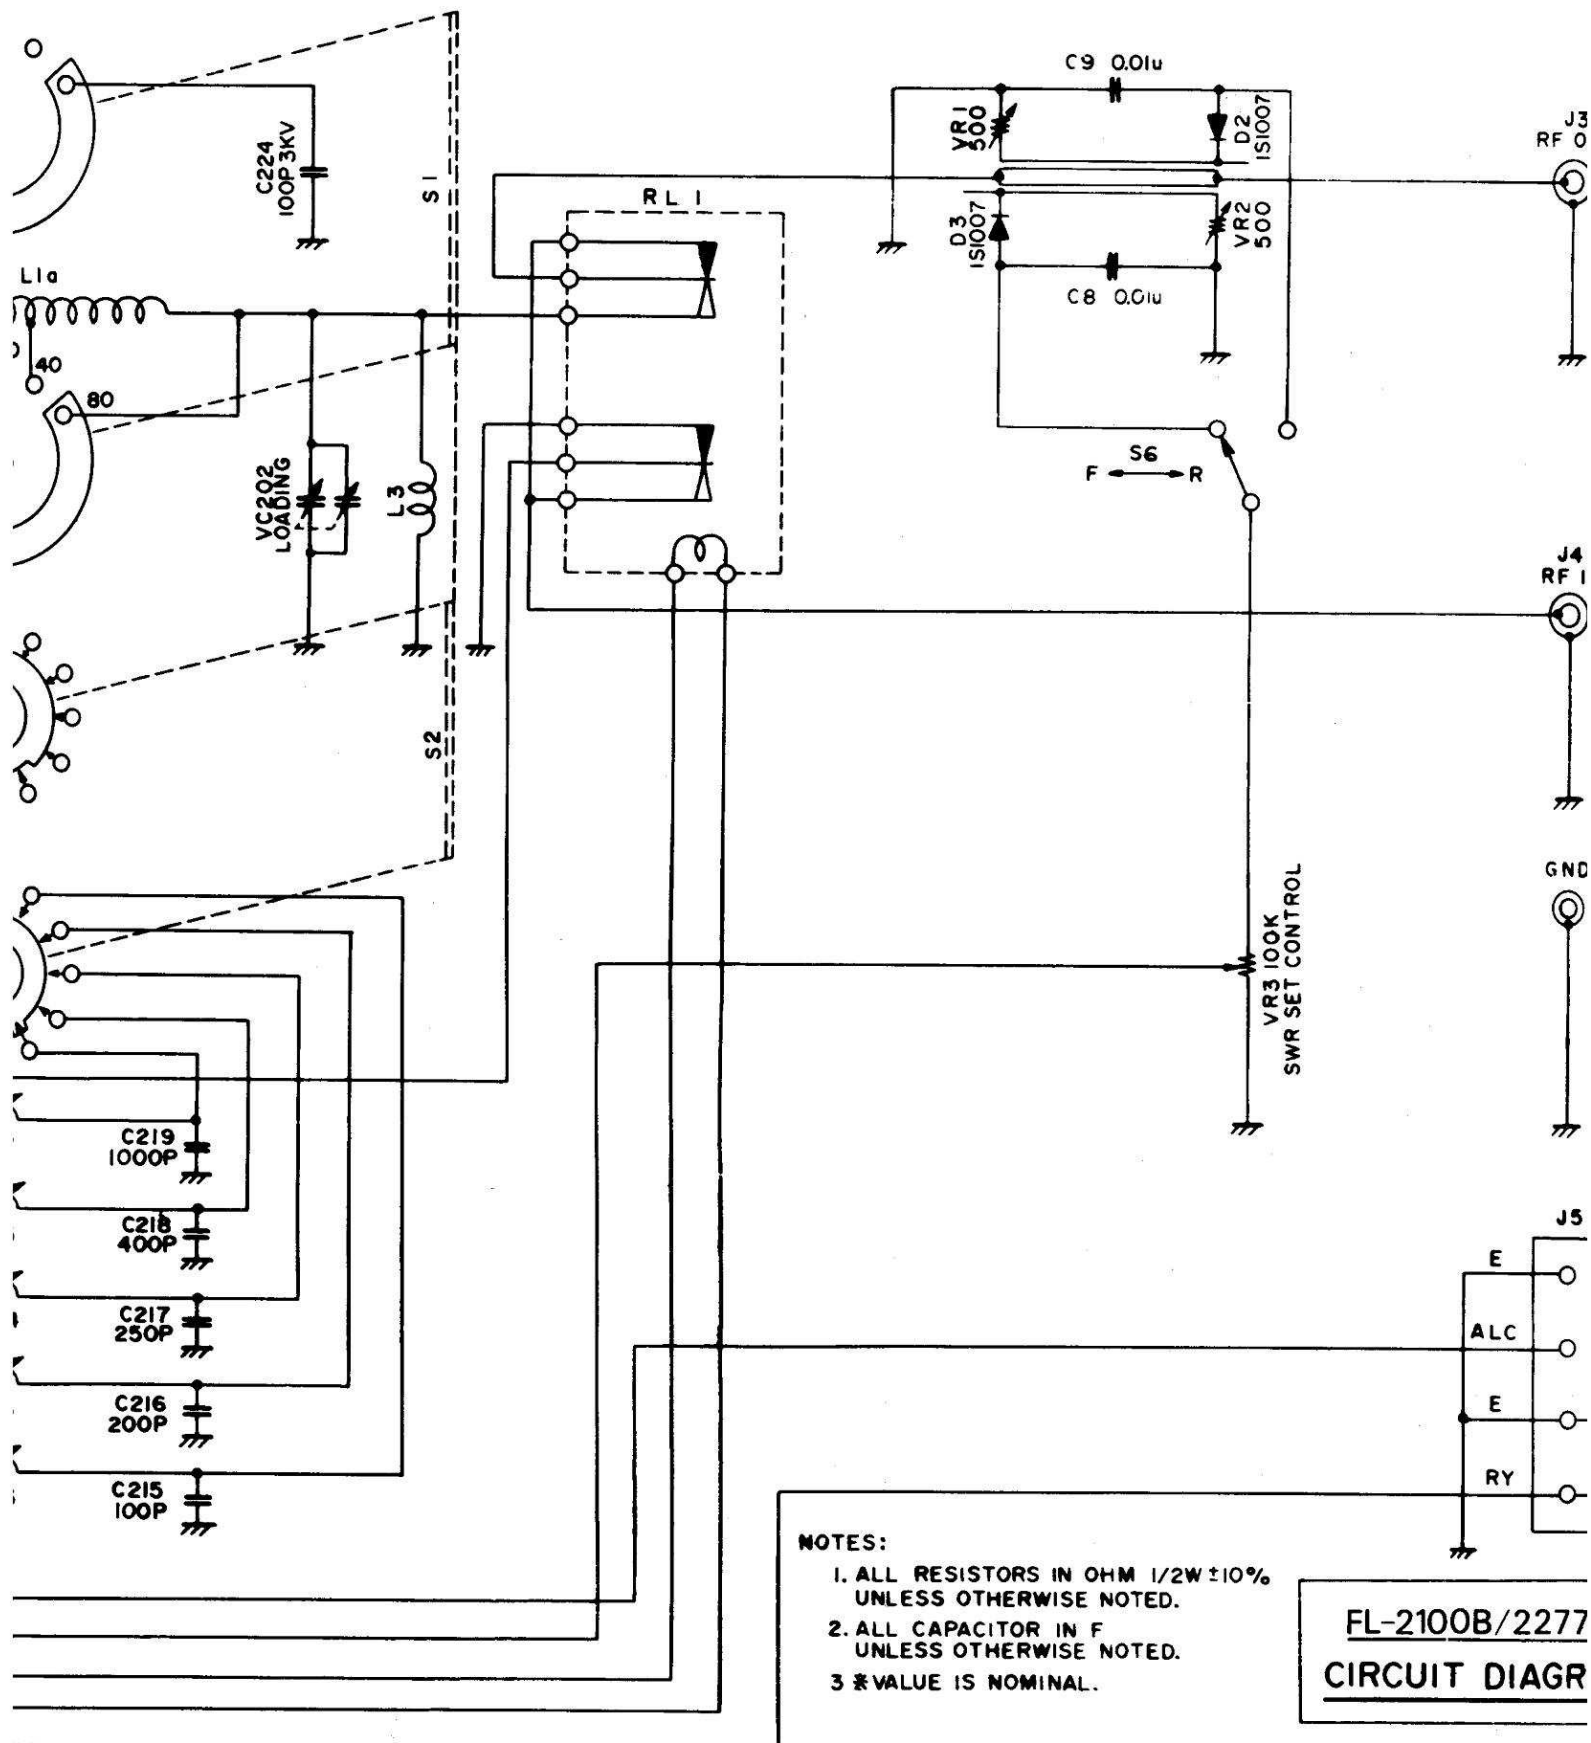 C9 0.01u
VR1
500
D2
1S1007
J3
RF O
C224
100P 3KV
S1
RL1
D3
1S1007
VR2
500
L1a
C8 0.01u
40
80
S6
F R
VC202
LOADING
L3
J4
RF I
S2
GND
VR3 100K
SWR SET CONTROL
C219
1000P
C218
400P
J5
E
C217
250P
ALC
C216
200P
E
C215
100P
RY
NOTES:
1. ALL RESISTORS IN OHM 1/2W ±10%
UNLESS OTHERWISE NOTED.
2. ALL CAPACITOR IN F
UNLESS OTHERWISE NOTED.
3 ※VALUE IS NOMINAL.
FL-2100B/2277
CIRCUIT DIAGR